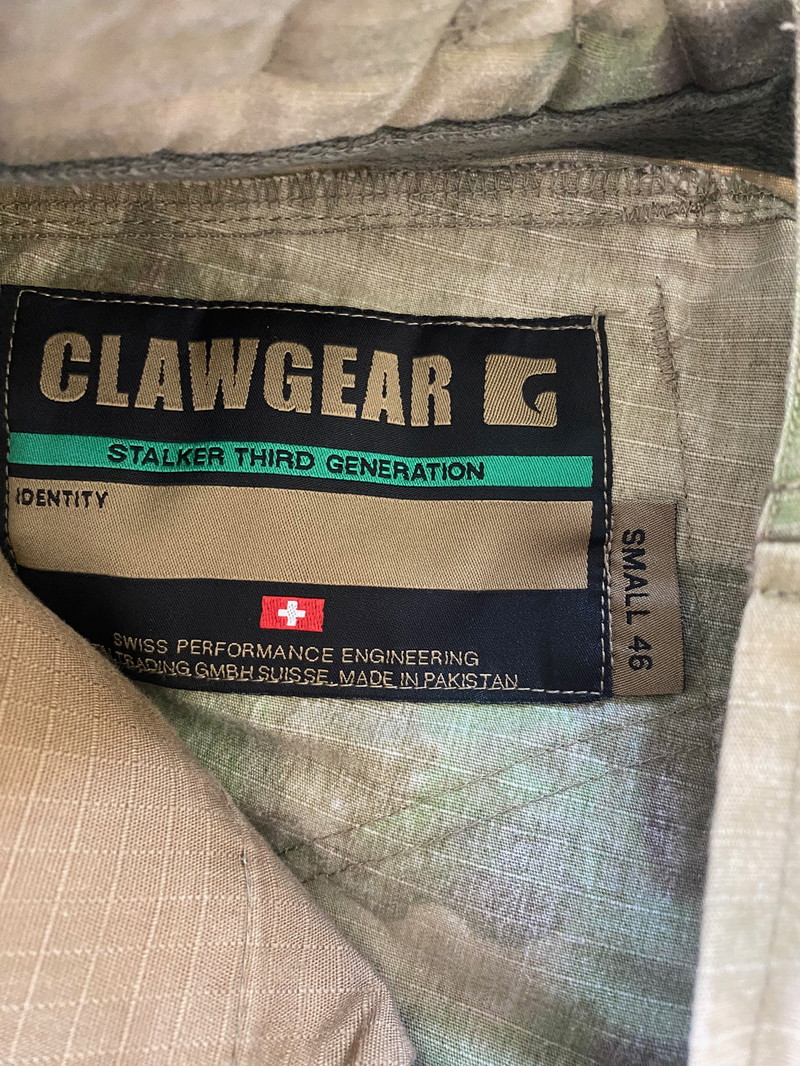 CLAWGEAR
STALKER THIRD GENERATION
IDENTITY
SWISS PERFORMANCE ENGINEERING
TRADING GMBH SUISSE MADE IN PAKISTAN
SMALL 46